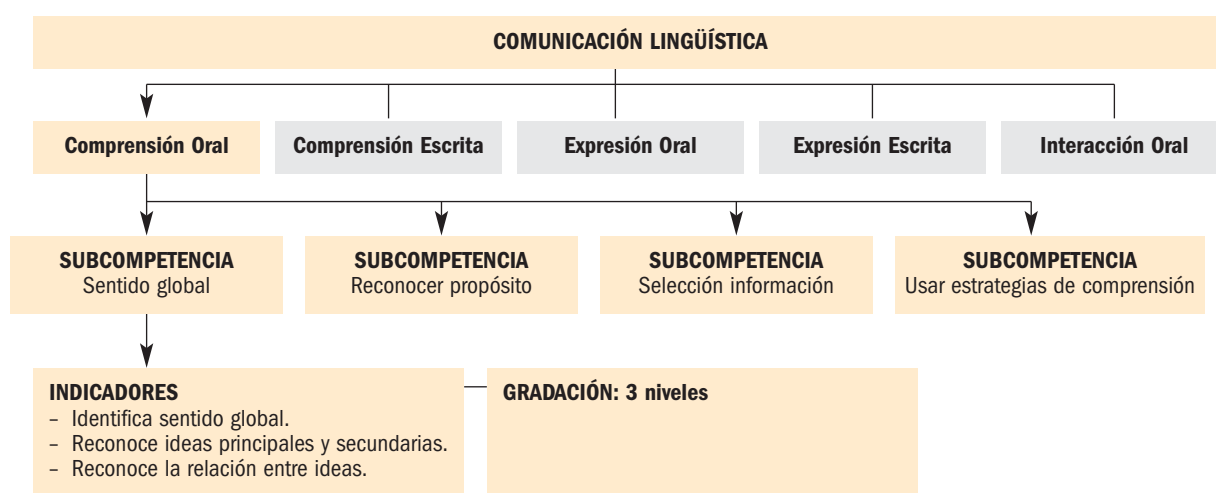 COMUNICACIÓN LINGÜÍSTICA
Comprensión Oral
Comprensión Escrita
Expresión Oral
Expresión Escrita
Interacción Oral
SUBCOMPETENCIA
Sentido global
SUBCOMPETENCIA
Reconocer propósito
SUBCOMPETENCIA
Selección información
SUBCOMPETENCIA
Usar estrategias de comprensión
INDICADORES
– Identifica sentido global.
– Reconoce ideas principales y secundarias.
– Reconoce la relación entre ideas.
GRADACIÓN: 3 niveles